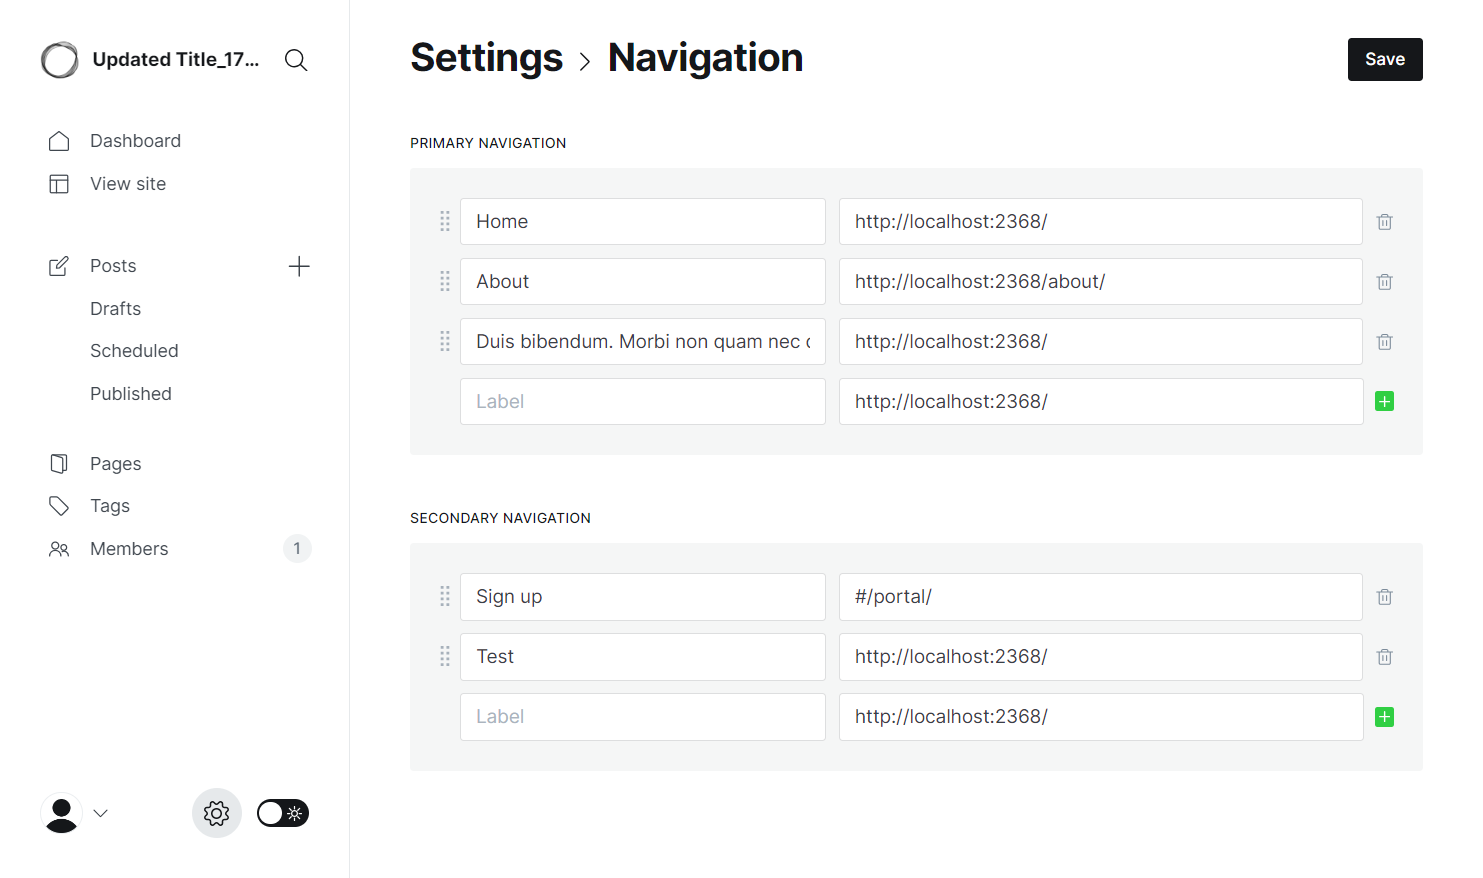 Updated Title_17...
Dashboard
View site
Posts
Drafts
Scheduled
Published
Pages
Tags
Members 1
Settings > Navigation
Save
PRIMARY NAVIGATION
Home http://localhost:2368/
About http://localhost:2368/about/
Duis bibendum. Morbi non quam nec http://localhost:2368/
Label http://localhost:2368/
SECONDARY NAVIGATION
Sign up #/portal/
Test http://localhost:2368/
Label http://localhost:2368/